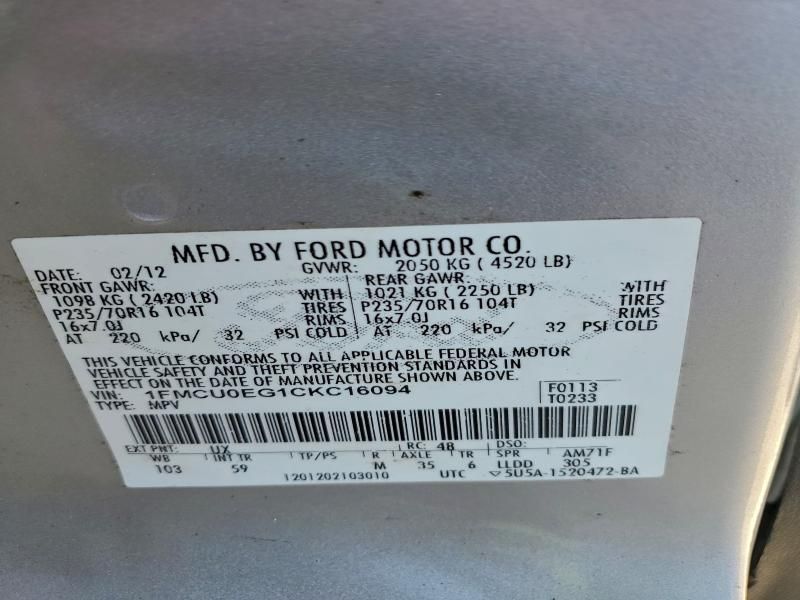 MFD. BY FORD MOTOR CO.
DATE: 02/12 GVWR: 2050 KG ( 4520 LB)
FRONT GAWR: REAR GAWR:
1098 KG ( 2420 LB) WITH 1021 KG ( 2250 LB) WITH
P235/70R16 104T TIRES P235/70R16 104T TIRES
16x7.0J RIMS 16x7.0J RIMS
AT 220 kPa/ 32 PSI COLD AT 220 kPa/ 32 PSI COLD
THIS VEHICLE CONFORMS TO ALL APPLICABLE FEDERAL MOTOR
VEHICLE SAFETY AND THEFT PREVENTION STANDARDS IN
EFFECT ON THE DATE OF MANUFACTURE SHOWN ABOVE.
VIN: 1FMCU0EG1CKC16094 F0113
TYPE: MPV T0233
EXT PNT: UX RC: 48 DSO:
WB INT TR TP/PS R AXLE TR SPR AM71F
103 59 M 35 6 LLDD 305
1201202103010 UTC ▽5U5A-1520472-BA